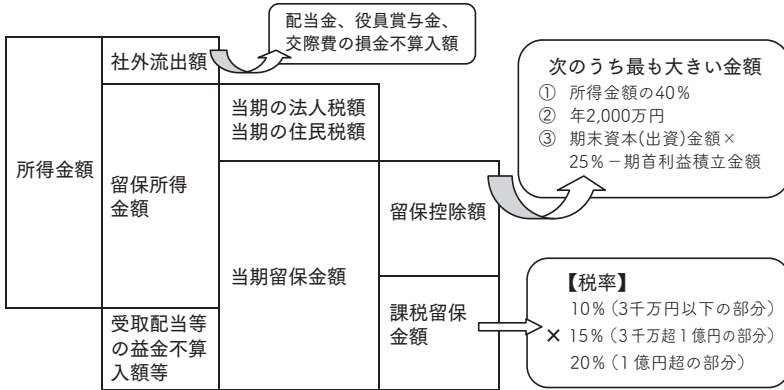 配当金、役員賞与金、
交際費の損金不算入額
社外流出額
次のうち最も大きい金額
① 所得金額の40%
② 年2,000万円
③ 期末資本(出資)金額×
25%−期首利益積立金額
当期の法人税額
当期の住民税額
所得金額
留保所得
金額
留保控除額
当期留保金額
【税率】
10%(3千万円以下の部分)
× 15%(3千万超1億円の部分)
20%(1億円超の部分)
課税留保
金額
受取配当等
の益金不算
入額等